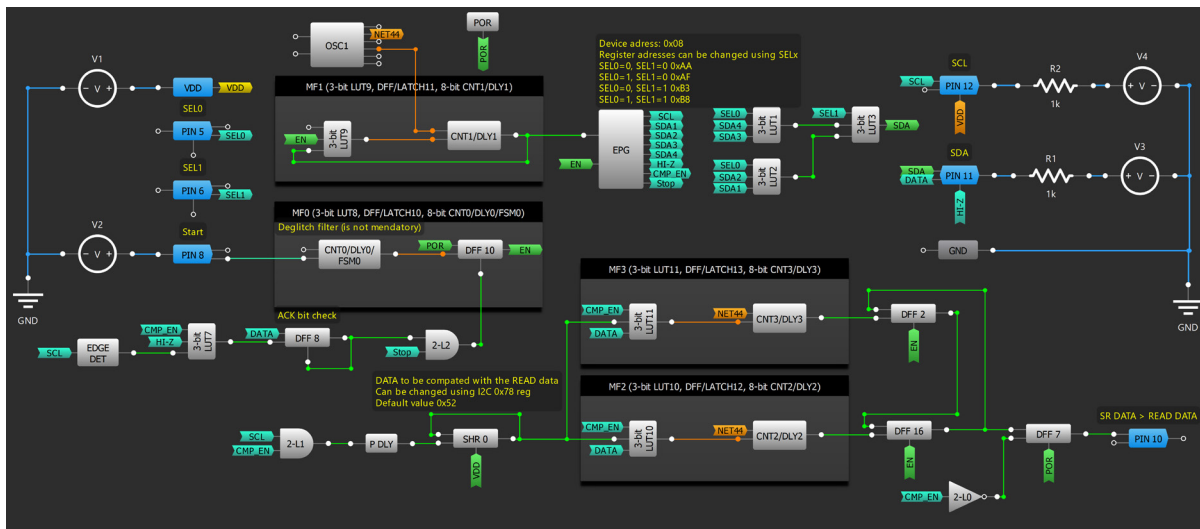 V1
VDD
VDD
SEL0
PIN 5
SEL0
SEL1
PIN 6
SEL1
V2
Start
PIN 8
GND
OSC1
NET44
POR
POR
MF1 (3-bit LUT9, DFF/LATCH11, 8-bit CNT1/DLY1)
EN
3-bit LUT9
CNT1/DLY1
MF0 (3-bit LUT8, DFF/LATCH10, 8-bit CNT0/DLY0/FSM0)
Deglitch filter (is not mendatory)
CNT0/DLY0/
FSM0
POR
DFF 10
EN
Device adress: 0x08
Register adresses can be changed using SELx
SEL0=0, SEL1=0 0xAA
SEL0=1, SEL1=0 0xAF
SEL0=0, SEL1=1 0xB3
SEL0=1, SEL1=1 0xB8
EN
EPG
SCL
SDA1
SDA2
SDA3
SDA4
HI-Z
CMP_EN
Stop
SEL0
SDA4
SDA3
3-bit LUT1
SEL0
SDA2
SDA1
3-bit LUT2
SEL1
3-bit LUT3
SDA
SCL
SCL
PIN 12
VDD
R2
1k
V4
SDA
SDA
DATA
PIN 11
HI-Z
R1
1k
V3
GND
GND
ACK bit check
SCL
EDGE
DET
CMP_EN
HI-Z
3-bit LUT7
DATA
DFF 8
Stop
2-L2
DATA to be compated with the READ data
Can be changed using I2C 0x78 reg
Default value 0x52
SCL
CMP_EN
2-L1
P DLY
SHR 0
VDD
MF3 (3-bit LUT11, DFF/LATCH13, 8-bit CNT3/DLY3)
CMP_EN
DATA
3-bit LUT11
NET44
CNT3/DLY3
DFF 2
EN
MF2 (3-bit LUT10, DFF/LATCH12, 8-bit CNT2/DLY2)
CMP_EN
DATA
3-bit LUT10
NET44
CNT2/DLY2
DFF 16
EN
CMP_EN
2-L0
DFF 7
POR
SR DATA > READ DATA
PIN 10